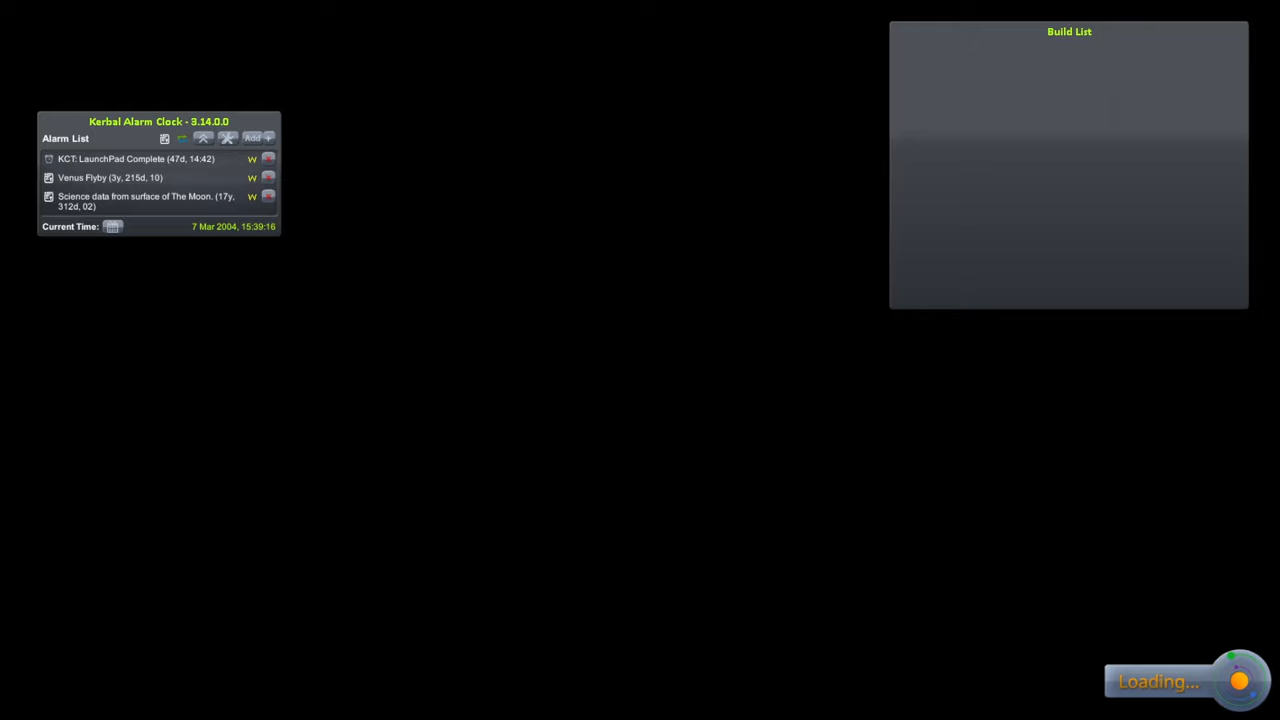 Build List
Kerbal Alarm Clock - 3.14.0.0
Alarm List
Add +
KCT: LaunchPad Complete (47d, 14:42)
W
Venus Flyby (3y, 215d, 10)
W
Science data from surface of The Moon. (17y,
312d, 02)
W
Current Time:
7 Mar 2004, 15:39:16
Loading...